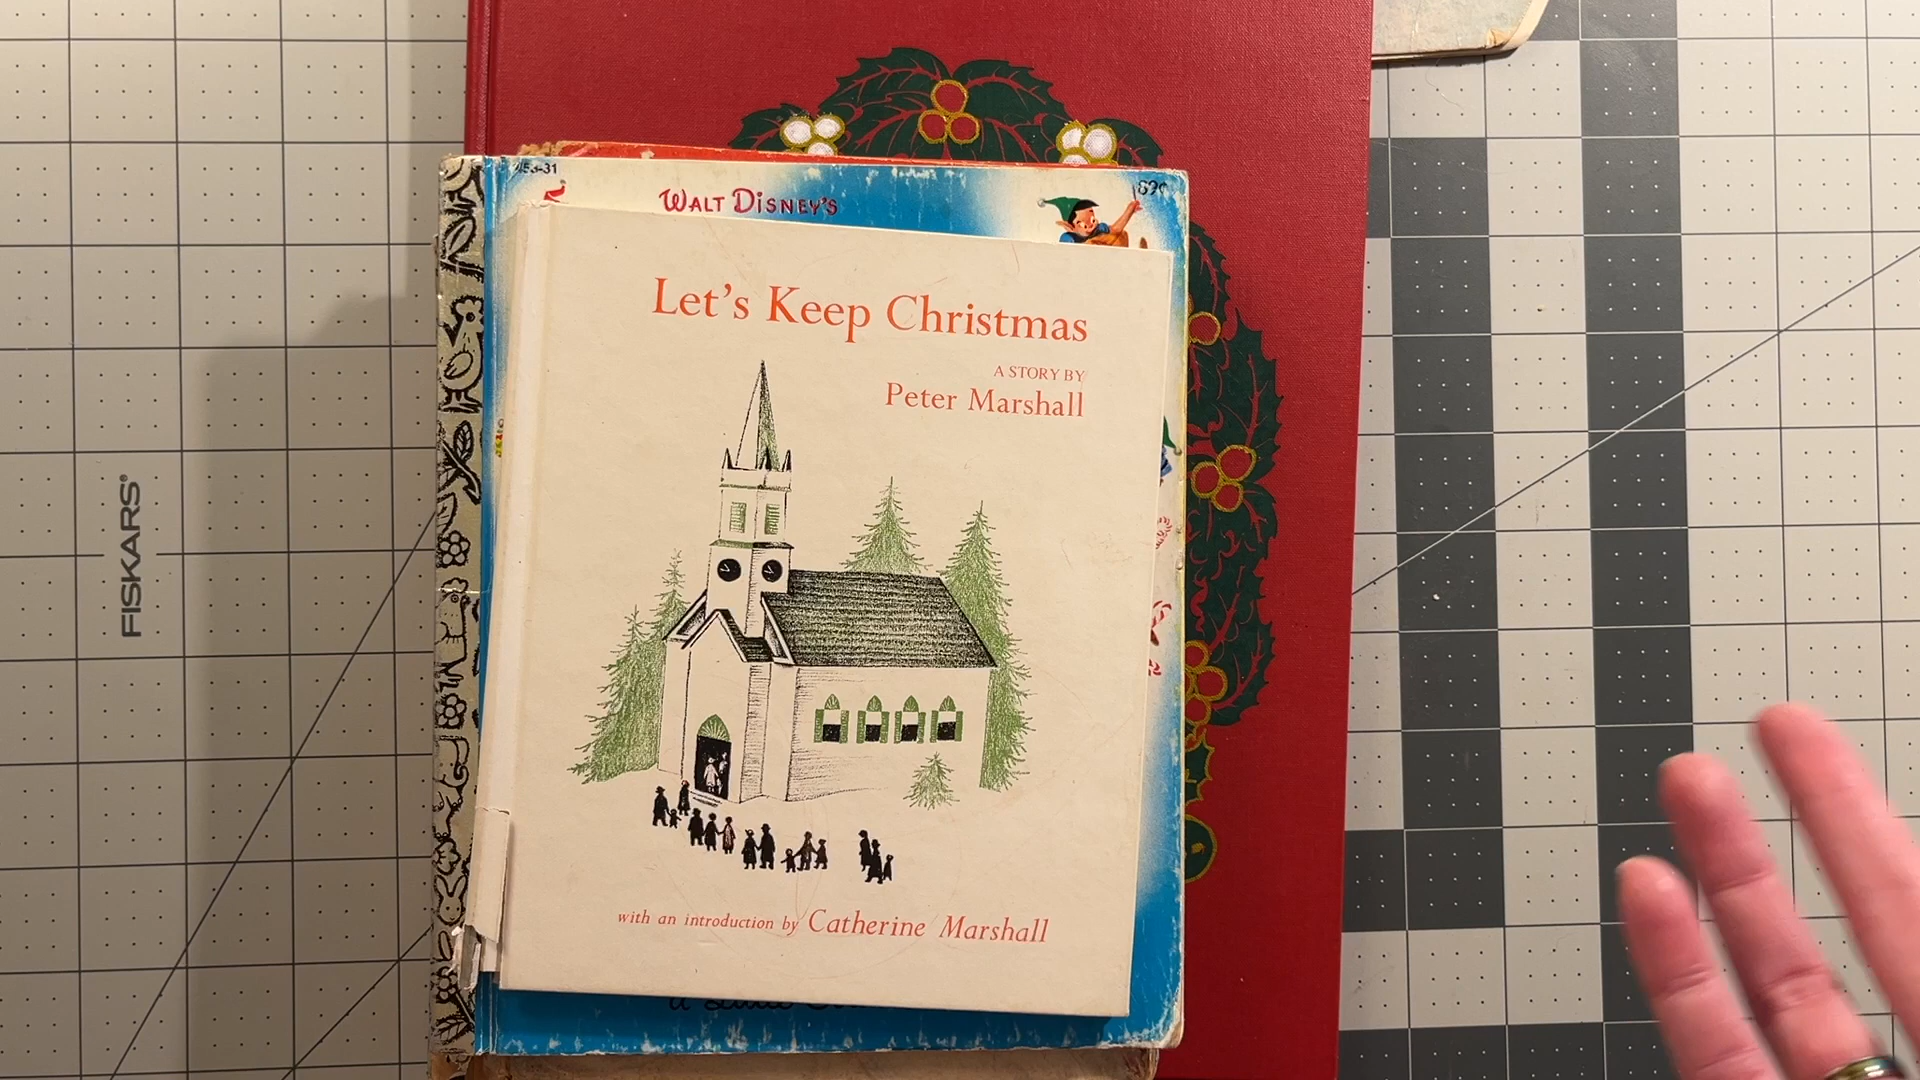 WALT DISNEY'S
Let's Keep Christmas
A STORY BY
Peter Marshall
with an introduction by Catherine Marshall
FISKARS